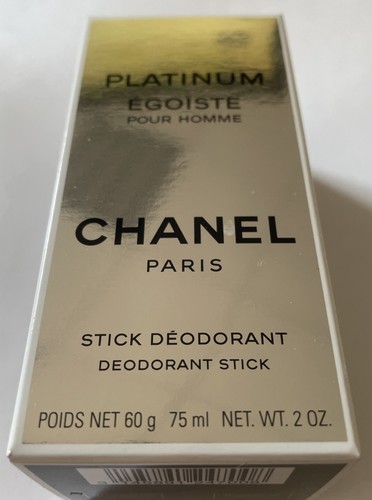 PLATINUM
ÉGOÏSTE
POUR HOMME
CHANEL
PARIS
STICK DÉODORANT
DEODORANT STICK
POIDS NET 60 g 75 ml NET. WT. 2 OZ.